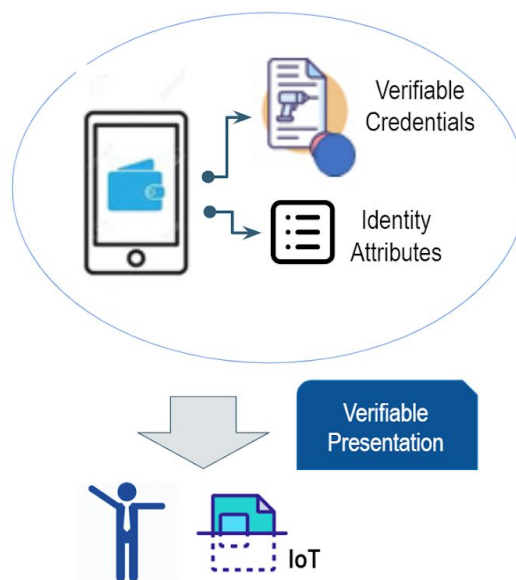 Verifiable
Credentials
Identity
Attributes
Verifiable
Presentation
IoT